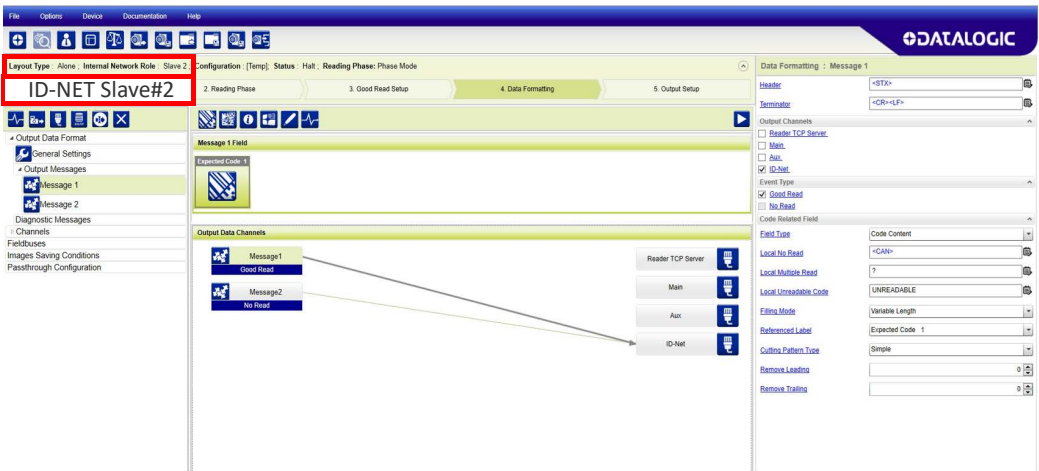 File Options Device Documentation Help
DATALOGIC
Layout Type : Alone ; Internal Network Role : Slave 2 ; Configuration : [Temp]; Status : Halt ; Reading Phase: Phase Mode
ID-NET Slave#2
2. Reading Phase
3. Good Read Setup
4. Data Formatting
5. Output Setup
Output Data Format
General Settings
Output Messages
Message 1
Message 2
Diagnostic Messages
Channels
Fieldbuses
Images Saving Conditions
Passthrough Configuration
Message 1 Field
Expected Code 1
Output Data Channels
Message1
Good Read
Message2
No Read
Reader TCP Server
Main
Aux
ID-Net
Data Formatting : Message 1
Header <STX>
Terminator <CR><LF>
Output Channels
Reader TCP Server
Main
Aux
ID-Net
Event Type
Good Read
No Read
Code Related Field
Field Type Code Content
Local No Read <CAN>
Local Multiple Read ?
Local Unreadable Code UNREADABLE
Filling Mode Variable Length
Referenced Label Expected Code 1
Cutting Pattern Type Simple
Remove Leading 0
Remove Trailing 0